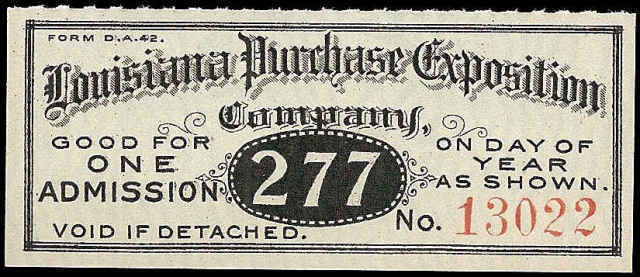 FORM D.A.42.
Louisiana Purchase Exposition
Company,
GOOD FOR
ONE
ADMISSION
277
ON DAY OF
YEAR
AS SHOWN.
VOID IF DETACHED.
No. 13022